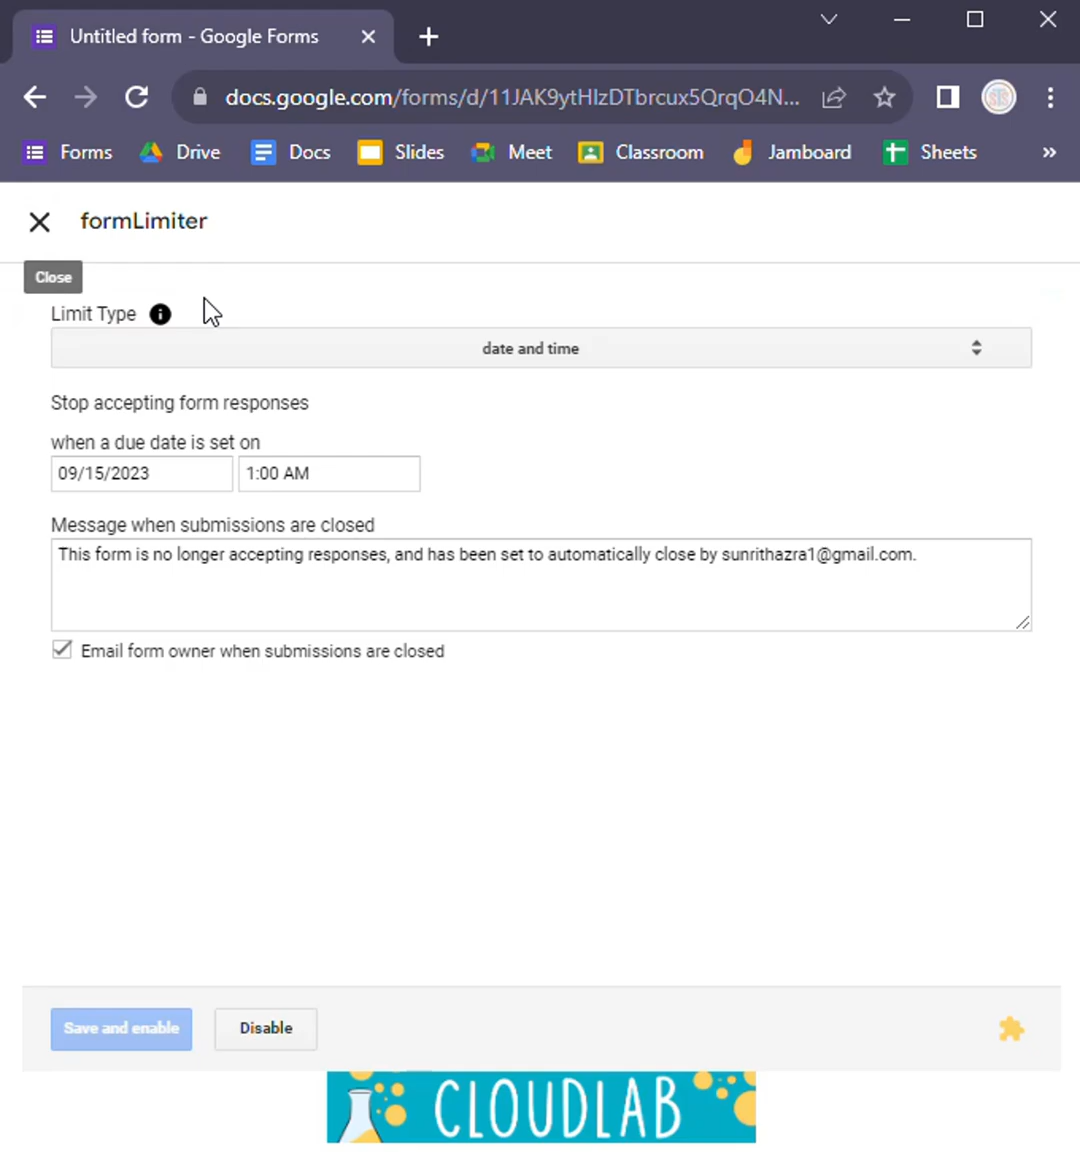 Untitled form - Google Forms
docs.google.com/forms/d/11JAK9ytHIzDTbrcux5QrqO4N...
Forms Drive Docs Slides Meet Classroom Jamboard Sheets »
formLimiter
Close
Limit Type
date and time
Stop accepting form responses
when a due date is set on
09/15/2023 1:00 AM
Message when submissions are closed
This form is no longer accepting responses, and has been set to automatically close by sunrithazra1@gmail.com.
Email form owner when submissions are closed
Save and enable Disable
CLOUDLAB